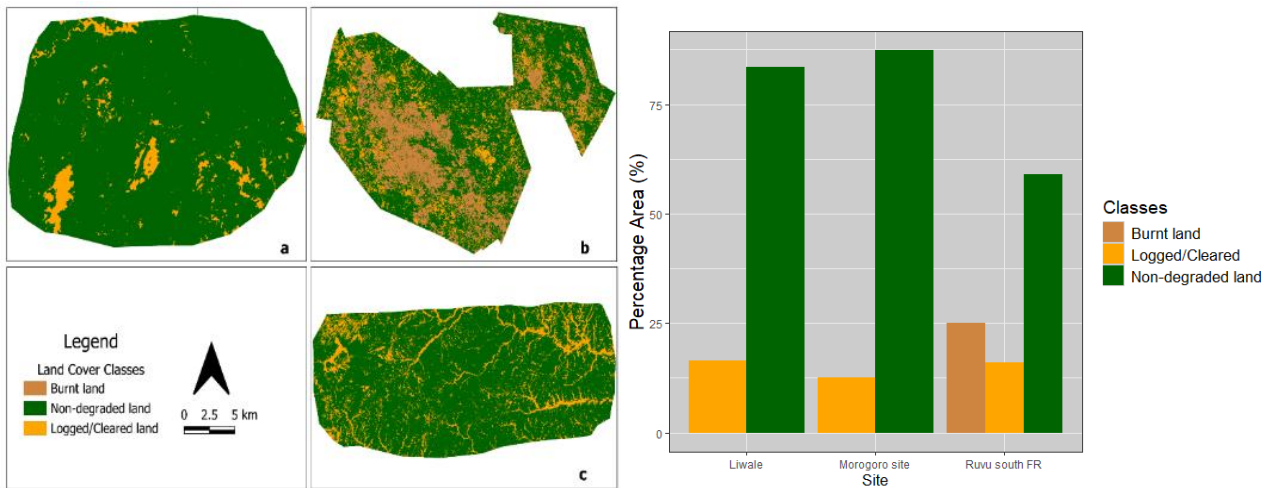 a
b
Legend
Land Cover Classes
Burnt land
Non-degraded land
Logged/Cleared land
0 2.5 5 km
c
Percentage Area (%)
75
50
25
0
Liwale
Morogoro site
Ruvu south FR
Site
Classes
Burnt land
Logged/Cleared
Non-degraded land